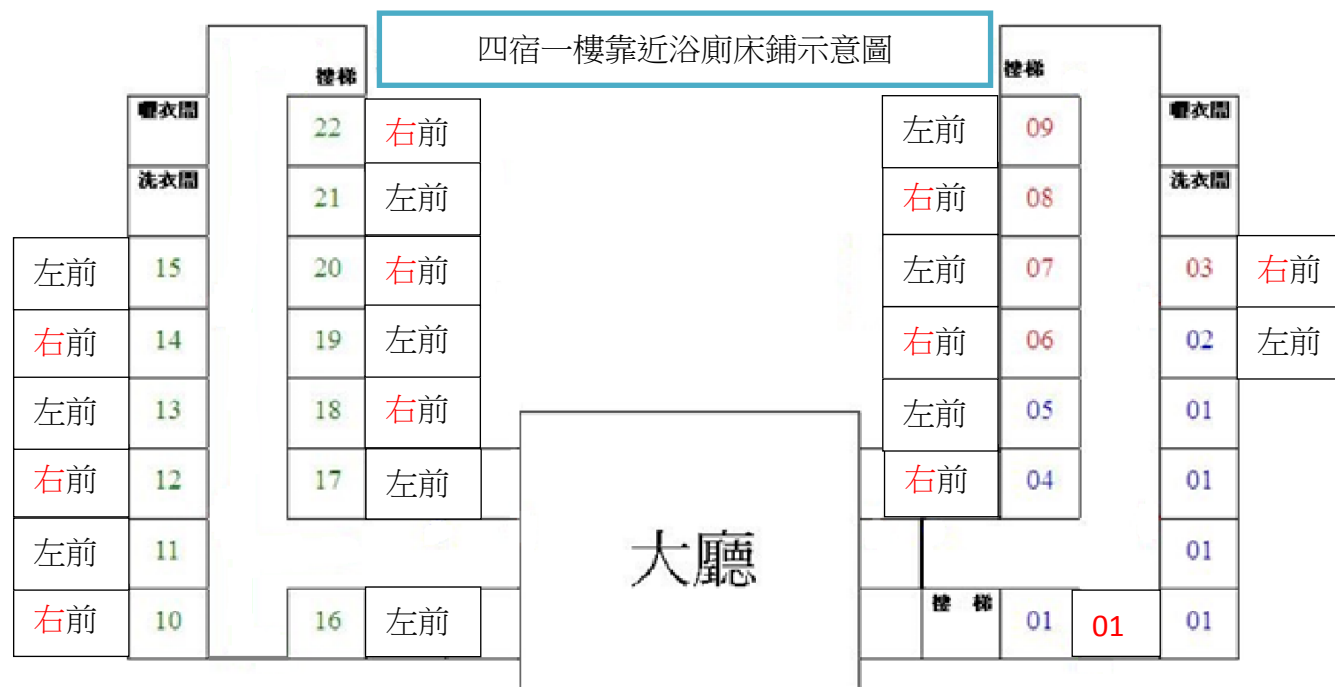 四宿一樓靠近浴廁床鋪示意圖
樓梯 樓梯
曬衣間 22 右前 左前 09 曬衣間
洗衣間 21 左前 右前 08 洗衣間
左前 15 20 右前 左前 07 03 右前
右前 14 19 左前 右前 06 02 左前
左前 13 18 右前 左前 05 01
右前 12 17 左前 右前 04 01
左前 11 大廳 01
右前 10 16 左前 樓梯 01 01 01